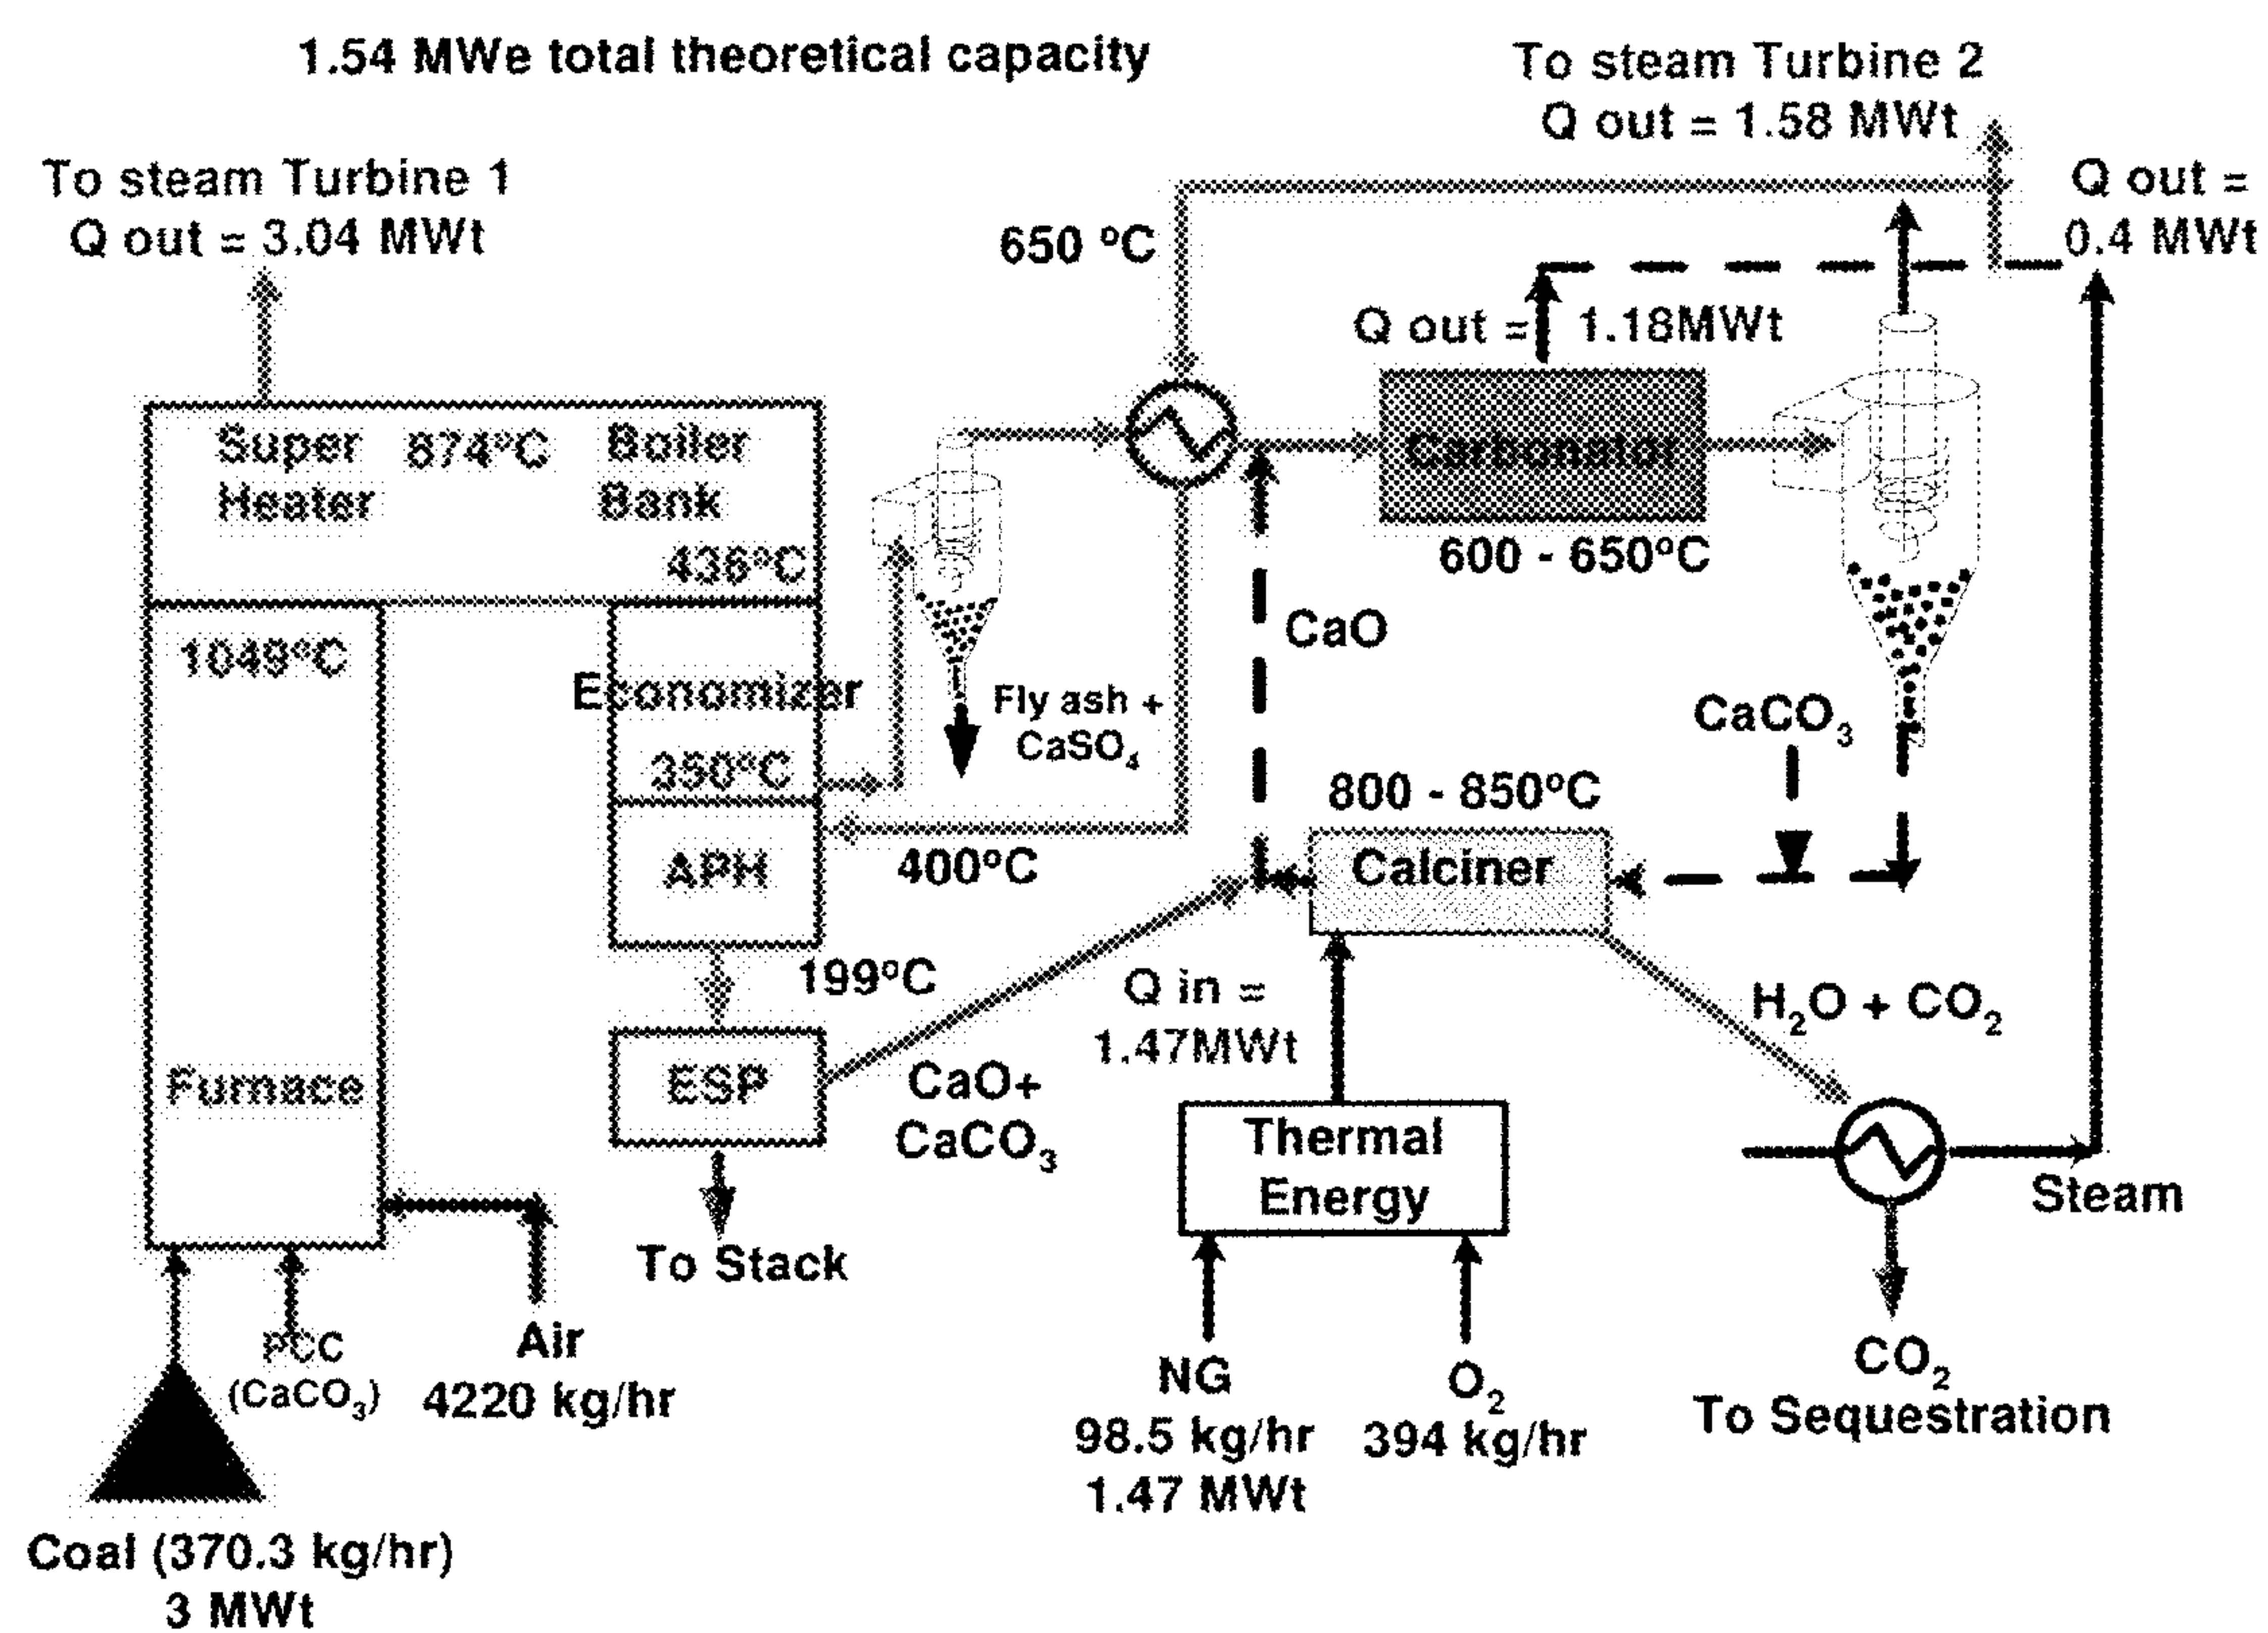 1.54 MWe total theoretical capacity
To steam Turbine 2
Q out = 1.58 MWt
Q out =
0.4 MWt
To steam Turbine 1
Q out = 3.04 MWt
650 °C
Q out = 1.18MWt
Super
Heater
874°C
Boiler
Bank
436°C
Carbonator
600 - 650°C
1049°C
CaO
Economizer
Fly ash +
CaSO₄
CaCO₃
350°C
800 - 850°C
APH
400°C
Calciner
199°C
Q in =
1.47MWt
H₂O + CO₂
Furnace
ESP
CaO+
CaCO₃
Thermal
Energy
Steam
To Stack
PCC
(CaCO₃)
Air
4220 kg/hr
NG
98.5 kg/hr
1.47 MWt
O₂
394 kg/hr
CO₂
To Sequestration
Coal (370.3 kg/hr)
3 MWt